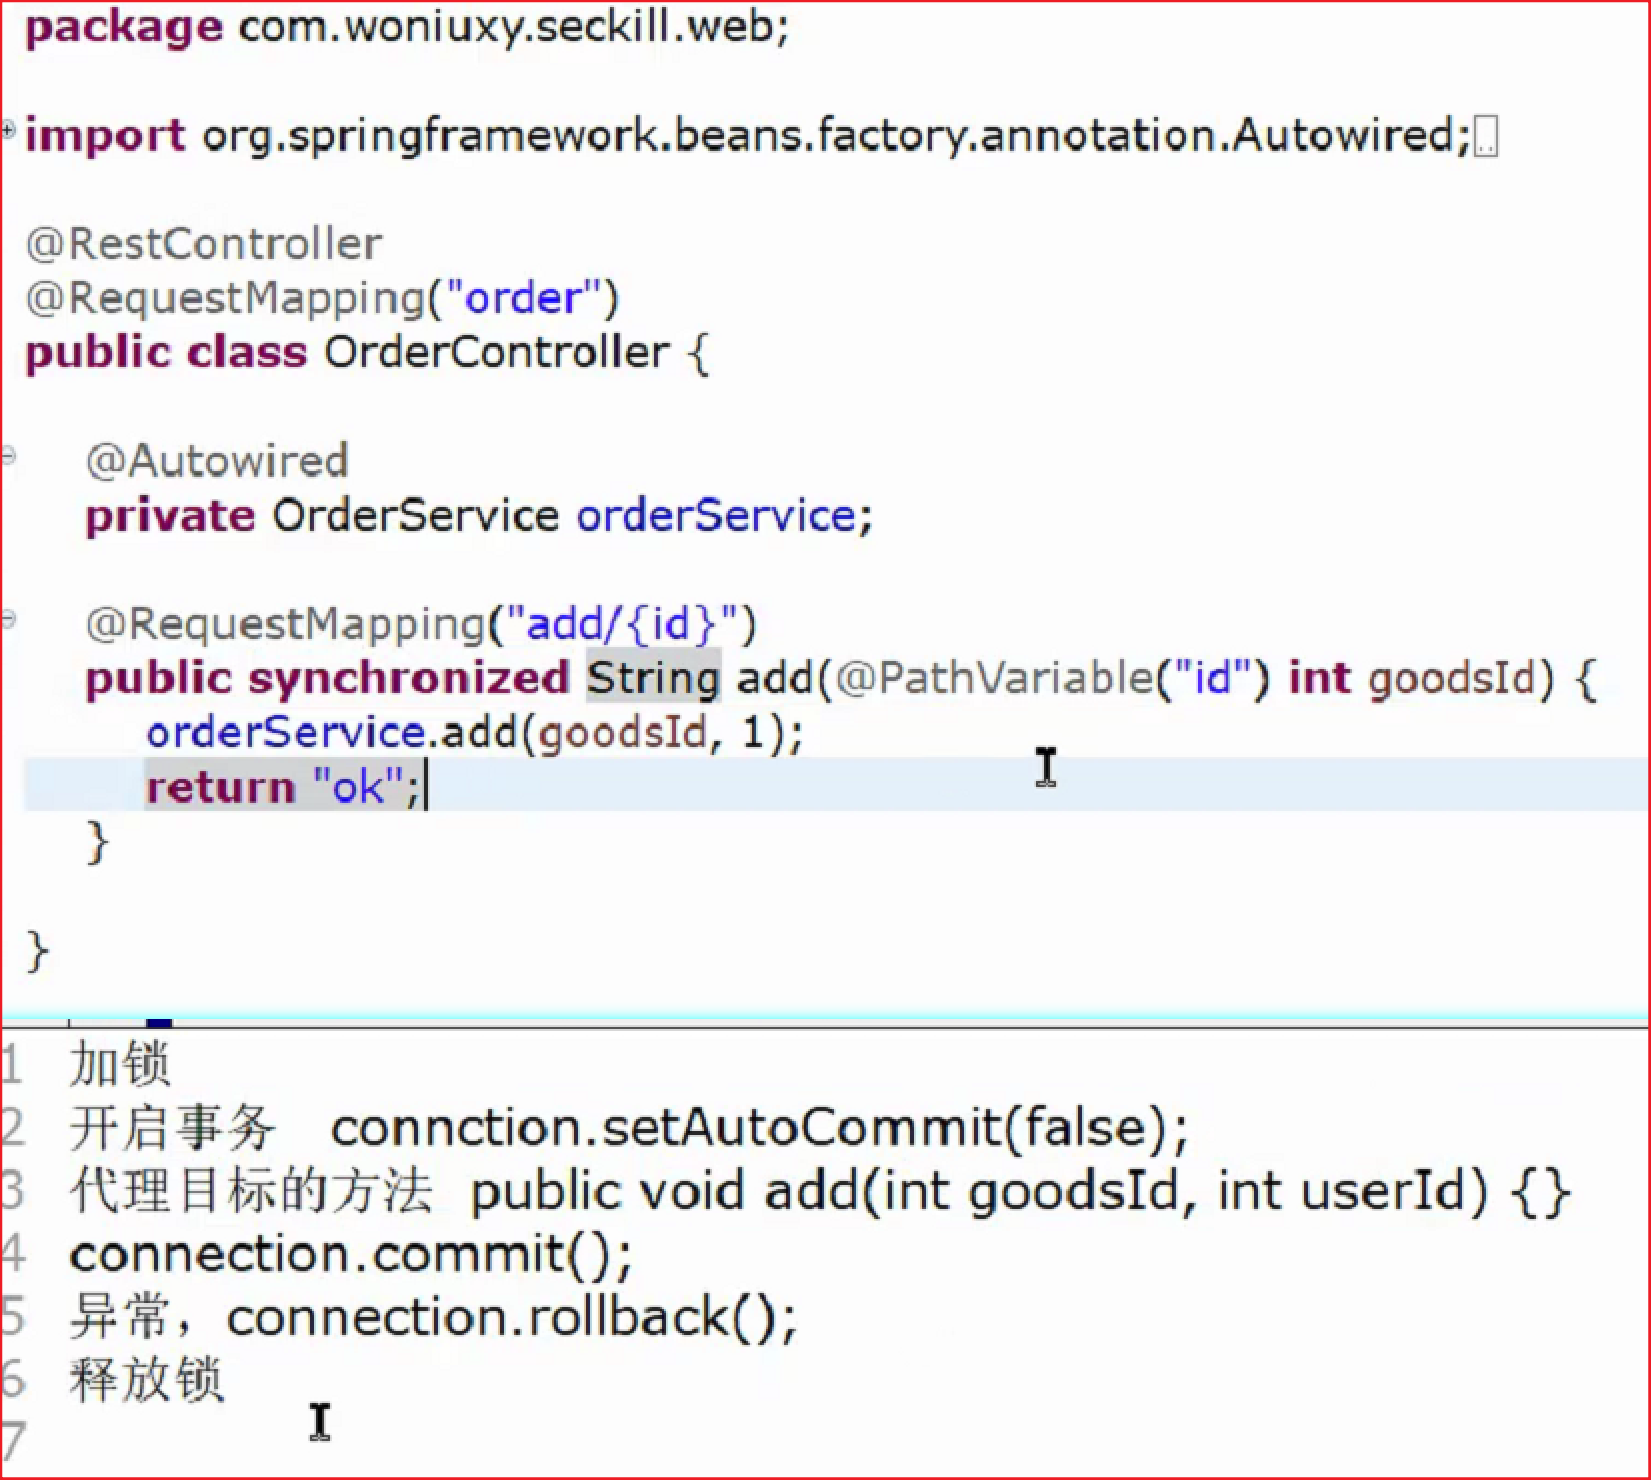 package com.woniuxy.seckill.web;
import org.springframework.beans.factory.annotation.Autowired;
@RestController
@RequestMapping("order")
public class OrderController {
@Autowired
private OrderService orderService;
@RequestMapping("add/{id}")
public synchronized String add(@PathVariable("id") int goodsId) {
orderService.add(goodsId, 1);
return "ok";
}
}
1 加锁
2 开启事务 connction.setAutoCommit(false);
3 代理目标的方法 public void add(int goodsId, int userId) {}
4 connection.commit();
5 异常，connection.rollback();
6 释放锁
7